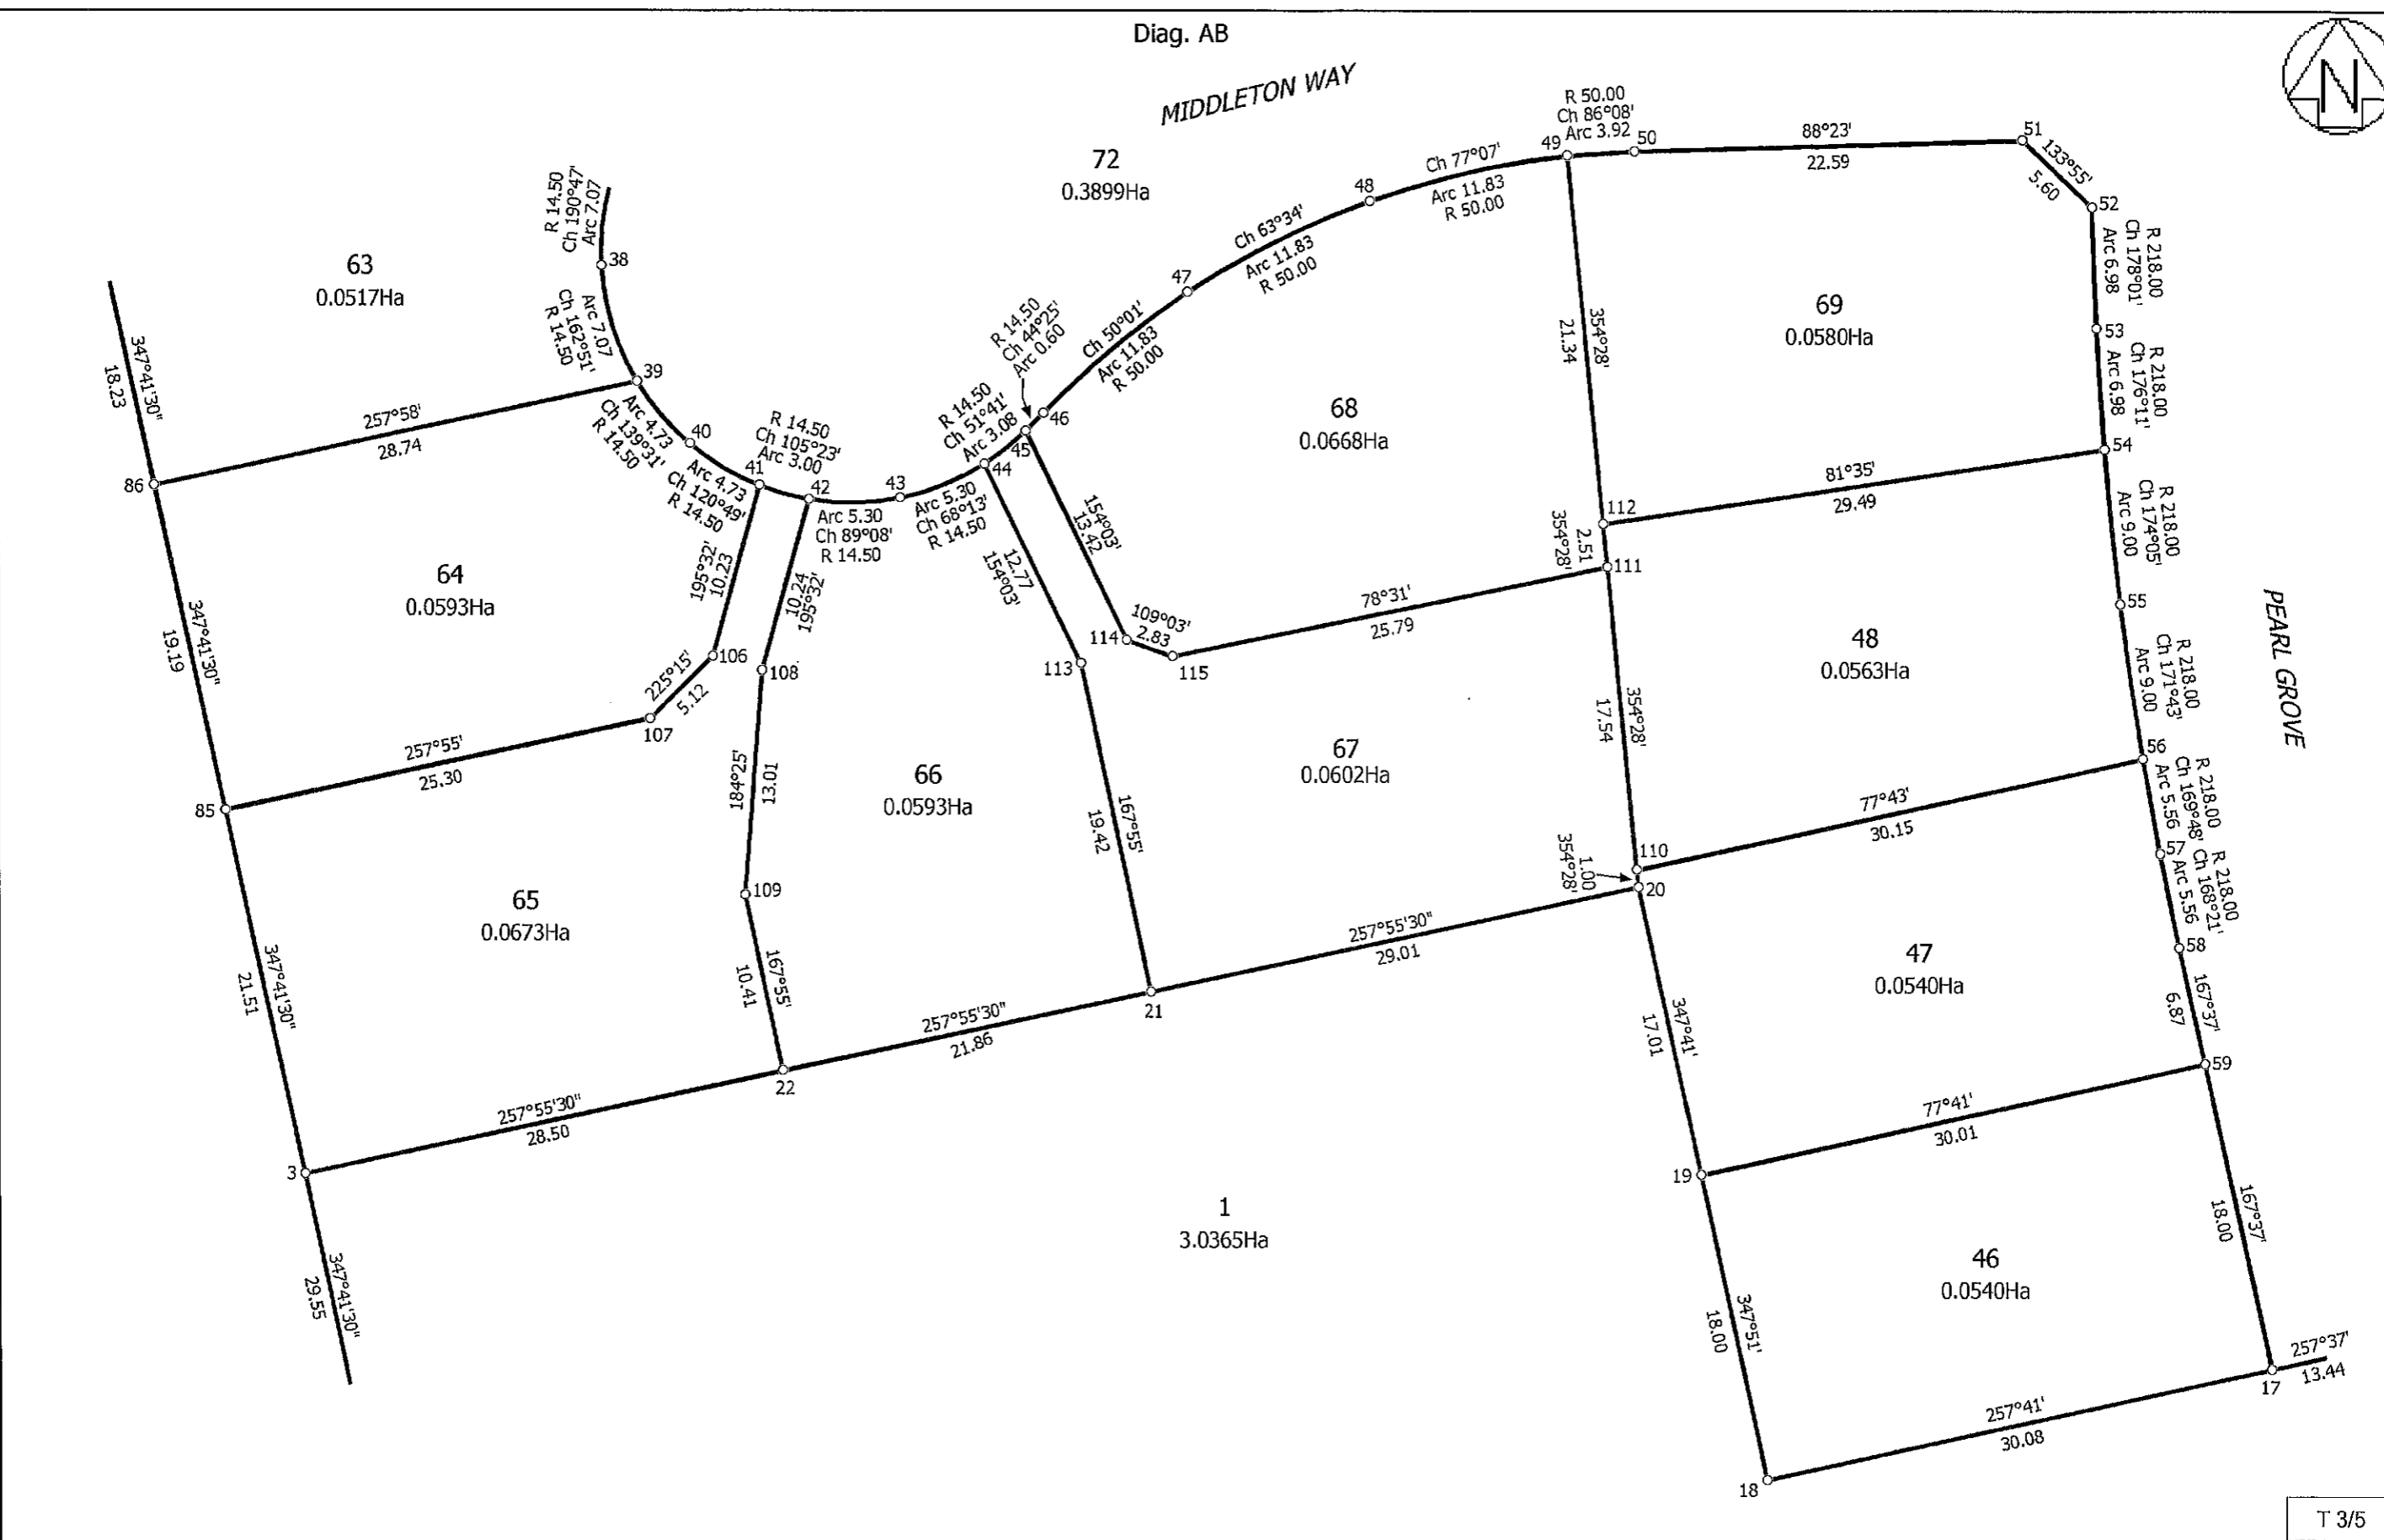 Diag. AB
N
MIDDLETON WAY
72
0.3899Ha
R 50.00
Ch 86°08'
Arc 3.92
49
50
88°23'
22.59
51
133°55'
5.60
52
R 14.50
Ch 190°47'
Arc 7.07
38
63
0.0517Ha
Arc 7.07
Ch 162°51'
R 14.50
39
347°41'30"
18.23
257°58'
28.74
86
Arc 4.73
Ch 139°31'
R 14.50
40
Arc 4.73
Ch 120°49'
R 14.50
41
R 14.50
Ch 105°23'
Arc 3.00
42
Arc 5.30
Ch 89°08'
R 14.50
43
Arc 5.30
Ch 68°13'
R 14.50
R 14.50
Ch 51°41'
Arc 3.08
44
R 14.50
Ch 44°25'
Arc 0.60
45
46
Ch 50°01'
Arc 11.83
R 50.00
47
Ch 63°34'
Arc 11.83
R 50.00
48
Ch 77°07'
Arc 11.83
R 50.00
354°28'
21.34
69
0.0580Ha
R 218.00
Ch 178°01'
Arc 6.98
53
R 218.00
Ch 176°11'
Arc 6.98
54
68
0.0668Ha
81°35'
29.49
112
354°28'
2.51
111
R 218.00
Ch 174°05'
Arc 9.00
55
64
0.0593Ha
195°32'
10.23
10.24
195°32'
12.77
154°03'
154°03'
13.42
109°03'
2.83
114
115
113
78°31'
25.79
48
0.0563Ha
PEARL GROVE
R 218.00
Ch 171°43'
Arc 9.00
56
347°41'30"
19.19
106
225°15'
5.12
107
108
257°55'
25.30
85
184°25'
13.01
66
0.0593Ha
167°55'
19.42
67
0.0602Ha
354°28'
17.54
77°43'
30.15
110
1.00
354°28'
20
R 218.00
Ch 169°48'
Arc 5.56
57
R 218.00
Ch 168°21'
Arc 5.56
58
65
0.0673Ha
109
167°55'
10.41
347°41'30"
21.51
257°55'30"
29.01
21
257°55'30"
21.86
22
257°55'30"
28.50
3
47
0.0540Ha
347°41'
17.01
167°37'
6.87
59
77°41'
30.01
19
1
3.0365Ha
347°41'30"
29.55
46
0.0540Ha
347°51'
18.00
167°37'
18.00
257°37'
13.44
17
257°41'
30.08
18
T 3/5